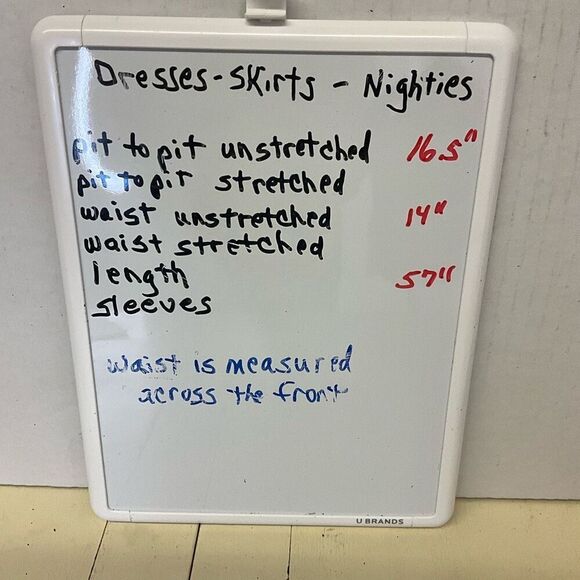 Dresses - Skirts - Nighties
pit to pit unstretched 16.5"
pit to pit stretched
waist unstretched 14"
waist stretched
length 57"
sleeves
waist is measured
across the front
U BRANDS